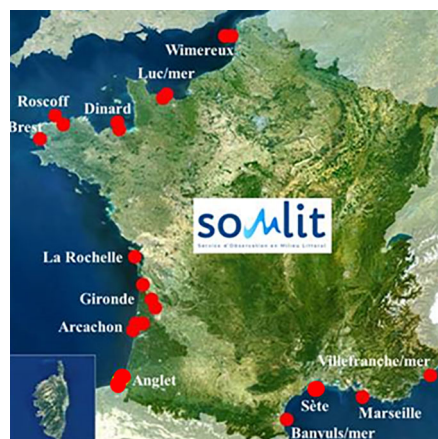 Wimereux
Luc/mer
Roscoff
Dinard
Brest
somlit
Service d'Observation en Milieu Littoral
La Rochelle
Gironde
Arcachon
Villefranche/mer
Anglet
Sète
Marseille
Banyuls/mer